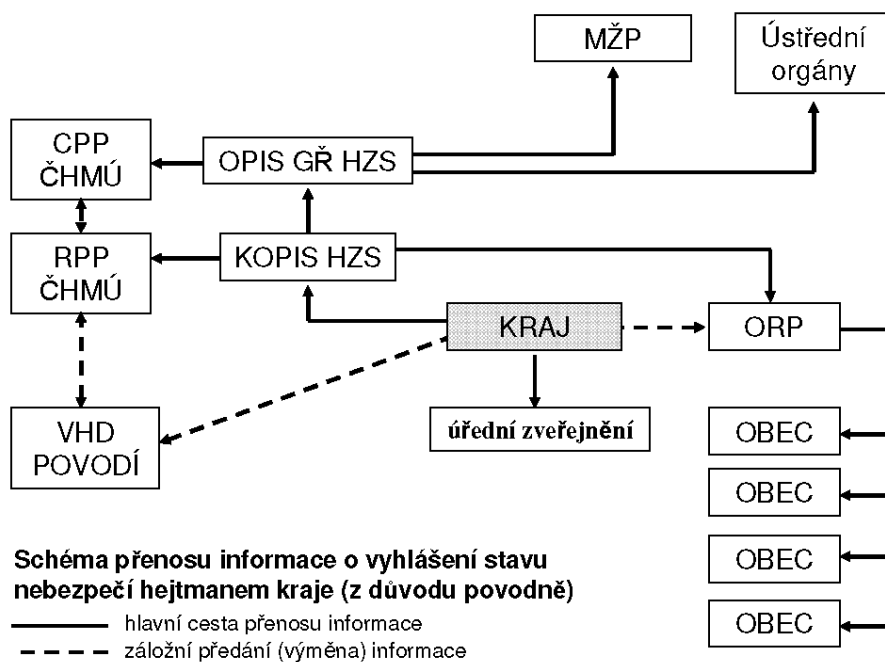 MŽP
Ústřední
orgány
CPP
ČHMÚ
OPIS GŘ HZS
RPP
ČHMÚ
KOPIS HZS
KRAJ
ORP
VHD
POVODÍ
úřední zveřejnění
OBEC
OBEC
OBEC
OBEC
Schéma přenosu informace o vyhlášení stavu
nebezpečí hejtmanem kraje (z důvodu povodně)
hlavní cesta přenosu informace
záložní předání (výměna) informace